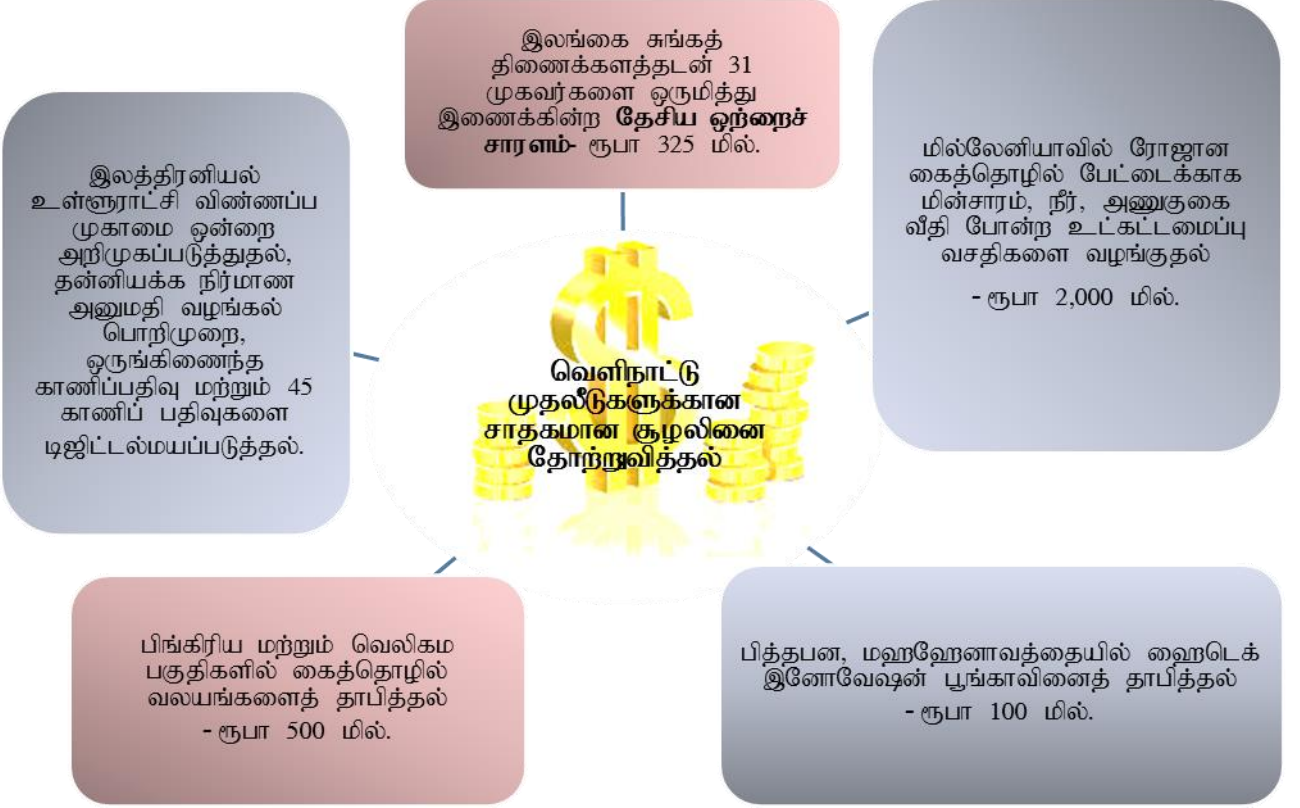 இலங்கை சுங்கத்
திணைக்களத்தடன் 31
முகவர்களை ஒருமித்து
இணைக்கின்ற தேசிய ஒற்றைச்
சாரளம்- ரூபா 325 மில்.
மில்லேனியாவில் ரோஜான
கைத்தொழில் பேட்டைக்காக
மின்சாரம், நீர், அணுகுகை
வீதி போன்ற உட்கட்டமைப்பு
வசதிகளை வழங்குதல்
- ரூபா 2,000 மில்.
இலத்திரனியல்
உள்ளூராட்சி விண்ணப்ப
முகாமை ஒன்றை
அறிமுகப்படுத்துதல்,
தன்னியக்க நிர்மாண
அனுமதி வழங்கல்
பொறிமுறை,
ஒருங்கிணைந்த
காணிப்பதிவு மற்றும் 45
காணிப் பதிவுகளை
டிஜிட்டல்மயப்படுத்தல்.
வெளிநாட்டு
முதலீடுகளுக்கான
சாதகமான சூழலினை
தோற்றுவித்தல்
பிங்கிரிய மற்றும் வெலிகம
பகுதிகளில் கைத்தொழில்
வலயங்களைத் தாபித்தல்
- ரூபா 500 மில்.
பித்தபன, மஹஹேனாவத்தையில் ஹைடெக்
இனோவேஷன் பூங்காவினைத் தாபித்தல்
- ரூபா 100 மில்.